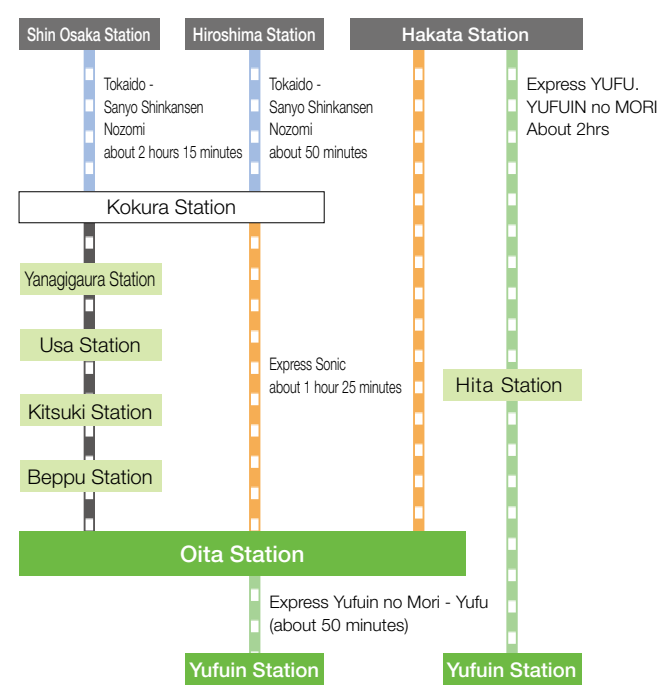 Shin Osaka Station
Hiroshima Station
Hakata Station
Tokaido -
Sanyo Shinkansen
Nozomi
about 2 hours 15 minutes
Tokaido -
Sanyo Shinkansen
Nozomi
about 50 minutes
Express YUFU.
YUFUIN no MORI
About 2hrs
Kokura Station
Yanagigaura Station
Usa Station
Express Sonic
about 1 hour 25 minutes
Hita Station
Kitsuki Station
Beppu Station
Oita Station
Express Yufuin no Mori - Yufu
(about 50 minutes)
Yufuin Station
Yufuin Station